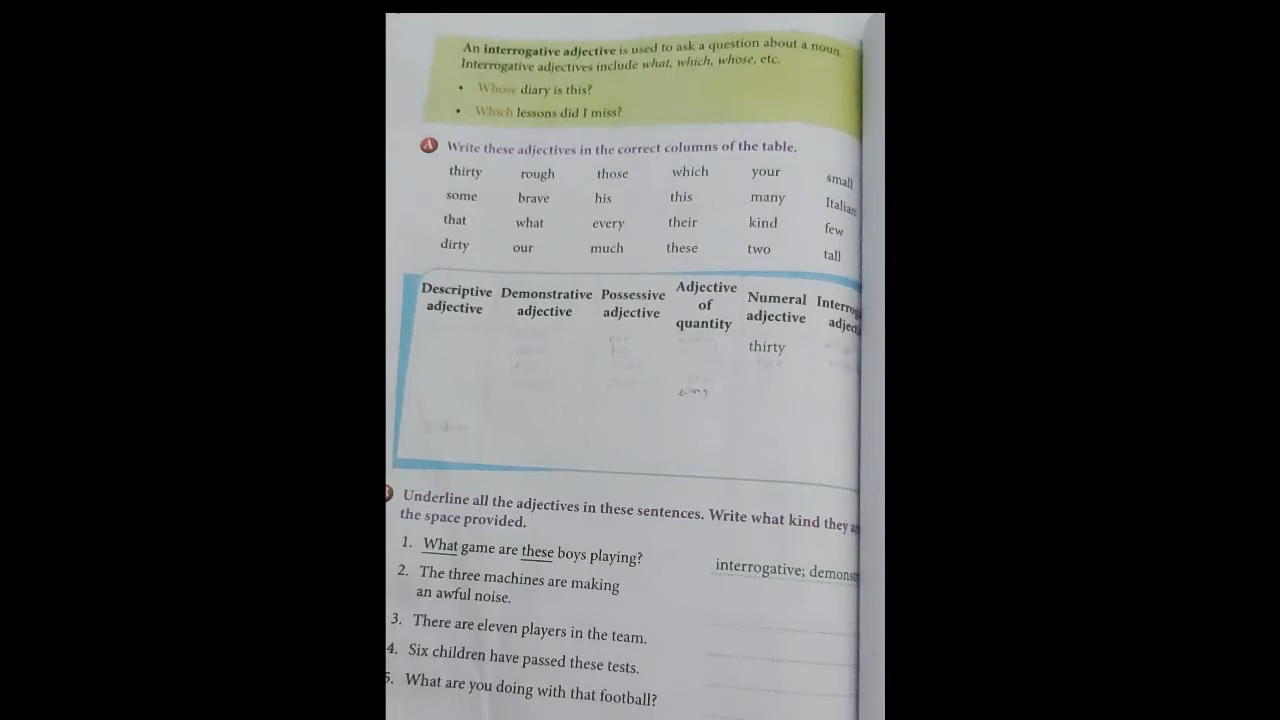 An interrogative adjective is used to ask a question about a noun.
Interrogative adjectives include what, which, whose, etc.
• Whose diary is this?
• Which lessons did I miss?
A Write these adjectives in the correct columns of the table.
thirty rough those which your small
some brave his this many Italian
that what every their kind few
dirty our much these two tall
Descriptive adjective Demonstrative adjective Possessive adjective Adjective of quantity Numeral adjective Interrog adjec
thirty
B Underline all the adjectives in these sentences. Write what kind they a
the space provided.
1. What game are these boys playing? interrogative; demonst
2. The three machines are making
an awful noise.
3. There are eleven players in the team.
4. Six children have passed these tests.
5. What are you doing with that football?